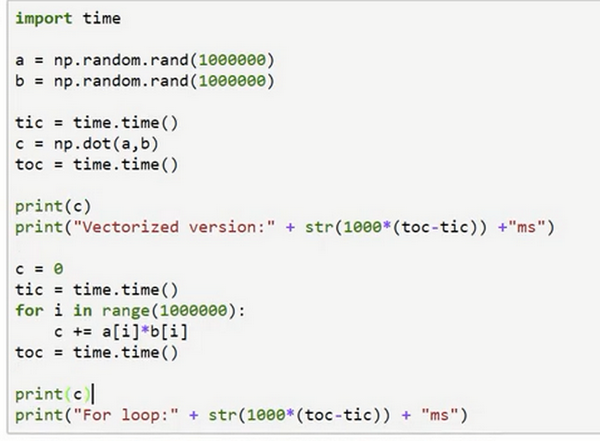 import time
a = np.random.rand(1000000)
b = np.random.rand(1000000)
tic = time.time()
c = np.dot(a,b)
toc = time.time()
print(c)
print("Vectorized version:" + str(1000*(toc-tic)) +"ms")
c = 0
tic = time.time()
for i in range(1000000):
    c += a[i]*b[i]
toc = time.time()
print(c)
print("For loop:" + str(1000*(toc-tic)) + "ms")